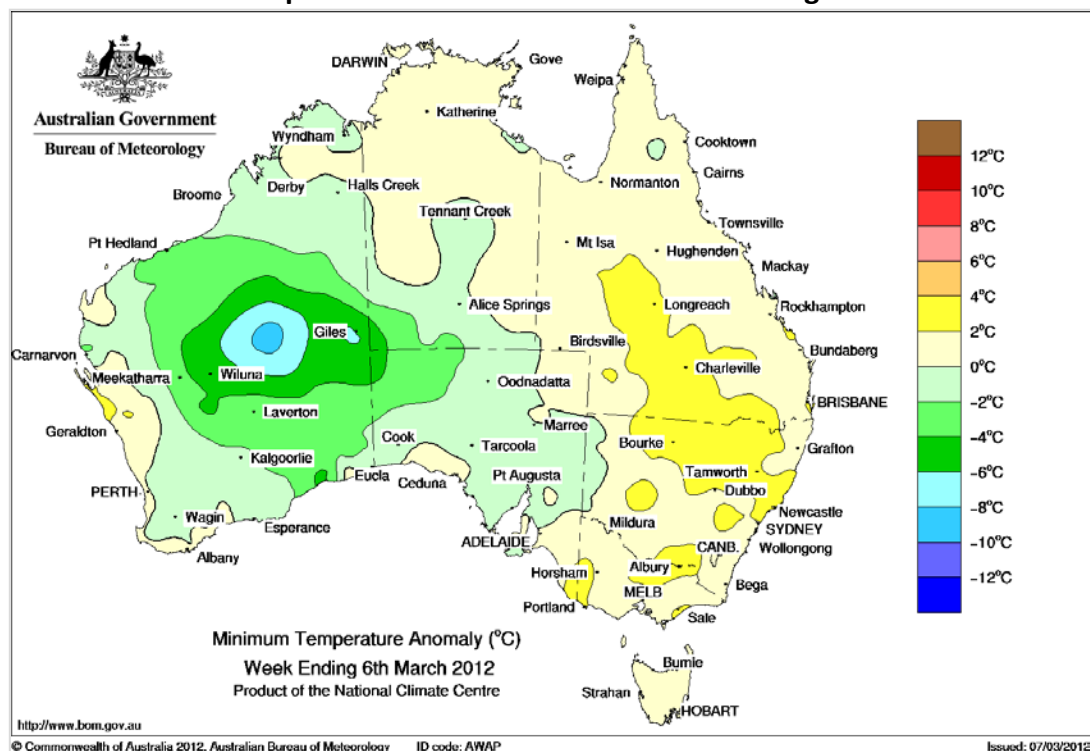 Australian Government
Bureau of Meteorology
DARWIN
Gove
Weipa
Katherine
Wyndham
Cooktown
Cairns
Broome
Derby
Halls Creek
Normanton
Tennant Creek
Townsville
Pt Hedland
Mt Isa
Hughenden
Mackay
Alice Springs
Longreach
Rockhampton
Giles
Birdsville
Bundaberg
Carnarvon
Meekatharra
Wiluna
Charleville
Oodnadatta
BRISBANE
Laverton
Marree
Geraldton
Cook
Tarcoola
Bourke
Grafton
Kalgoorlie
Eucla
Ceduna
Pt Augusta
Tamworth
PERTH
Dubbo
Newcastle
Wagin
Esperance
Mildura
SYDNEY
Albany
ADELAIDE
CANB.
Wollongong
Horsham
Albury
Bega
MELB
Portland
Sale
Burnie
Strahan
HOBART
12°C
10°C
8°C
6°C
4°C
2°C
0°C
-2°C
-4°C
-6°C
-8°C
-10°C
-12°C
Minimum Temperature Anomaly (°C)
Week Ending 6th March 2012
Product of the National Climate Centre
http://www.bom.gov.au
© Commonwealth of Australia 2012, Australian Bureau of Meteorology
ID code: AWAP
Issued: 07/03/2012